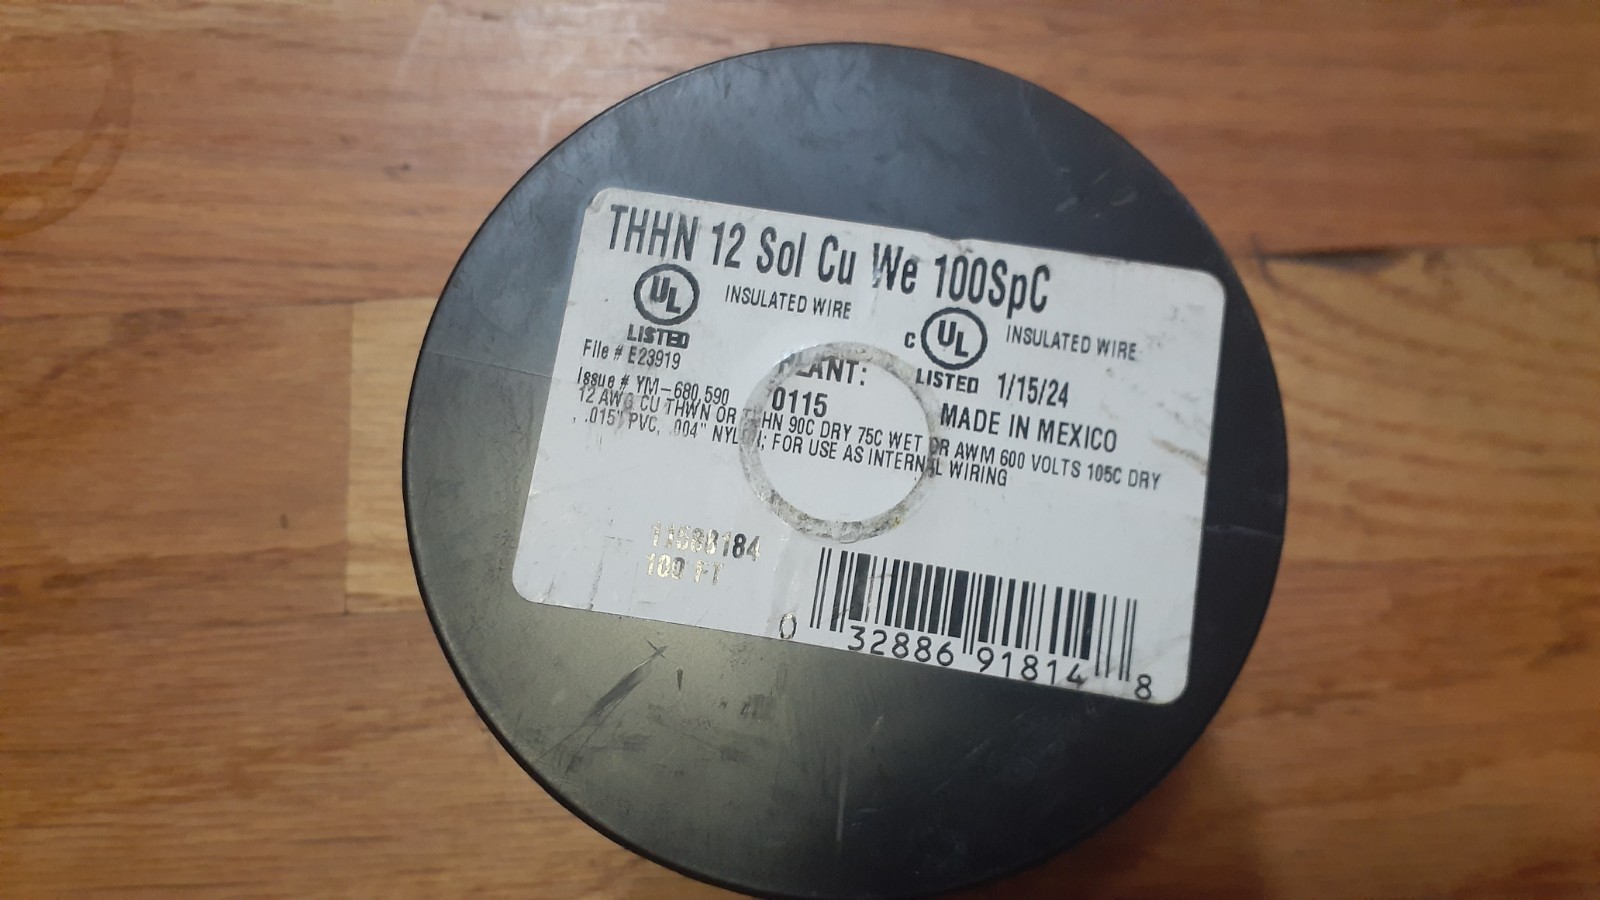 THHN 12 Sol Cu We 100SpC
UL INSULATED WIRE
LISTED
C UL INSULATED WIRE
LISTED 1/15/24
File # E23919
Issue # YM-680,590
PLANT:
0115
MADE IN MEXICO
12 AWG CU THWN OR THHN 90C DRY 75C WET OR AWM 600 VOLTS 105C DRY
, .015" PVC, .004" NYLON; FOR USE AS INTERNAL WIRING
100 FT
0 32886 91814 8